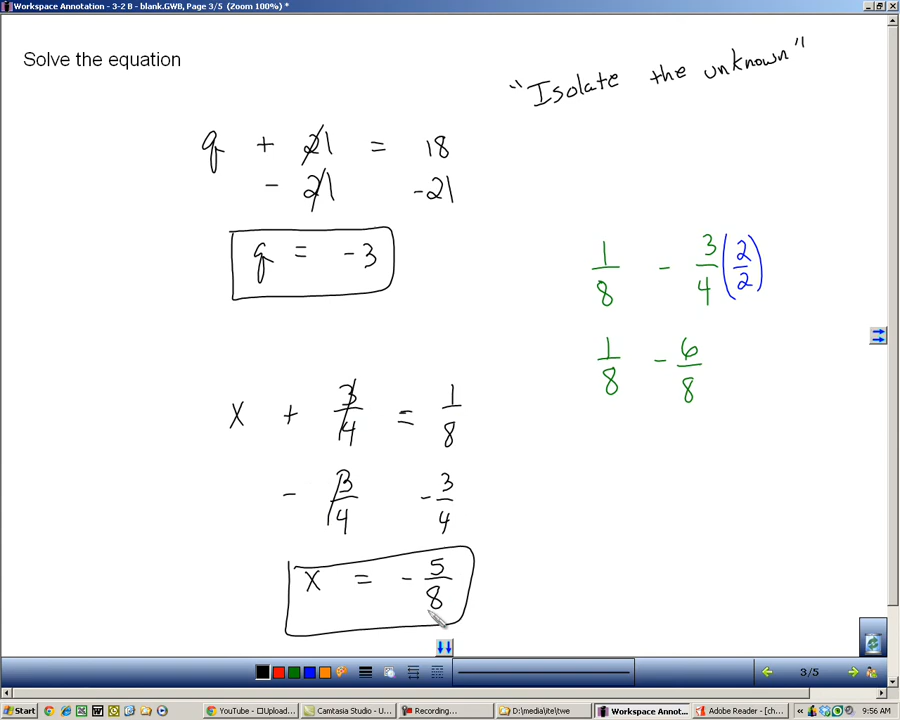 Workspace Annotation - 3-2 B - blank.GWB, Page 3/5 (Zoom 100%) *
Solve the equation
"Isolate the unknown"
q + 21 = 18
- 21 -21
q = -3
1/8 - 3/4 (2/2)
1/8 - 6/8
x + 3/4 = 1/8
- 3/4 - 3/4
x = - 5/8
3/5
Start
YouTube - Upload...
Camtasia Studio - U...
Recording...
D:\media\ite\twe
Workspace Annot...
Adobe Reader - [ch...
9:56 AM